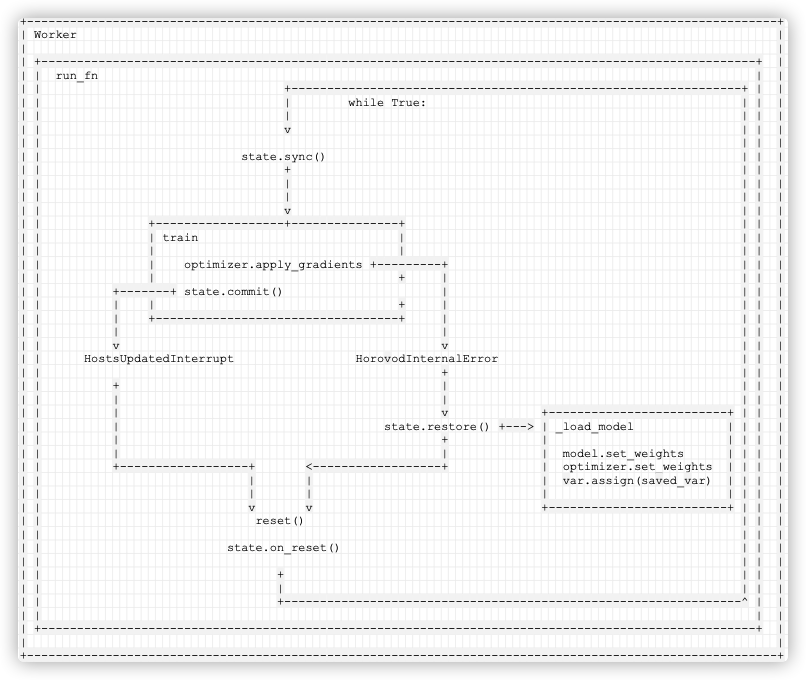 Worker
run_fn
while True:
state.sync()
train
optimizer.apply_gradients
state.commit()
HostsUpdatedInterrupt
HorovodInternalError
state.restore()
_load_model
model.set_weights
optimizer.set_weights
var.assign(saved_var)
reset()
state.on_reset()